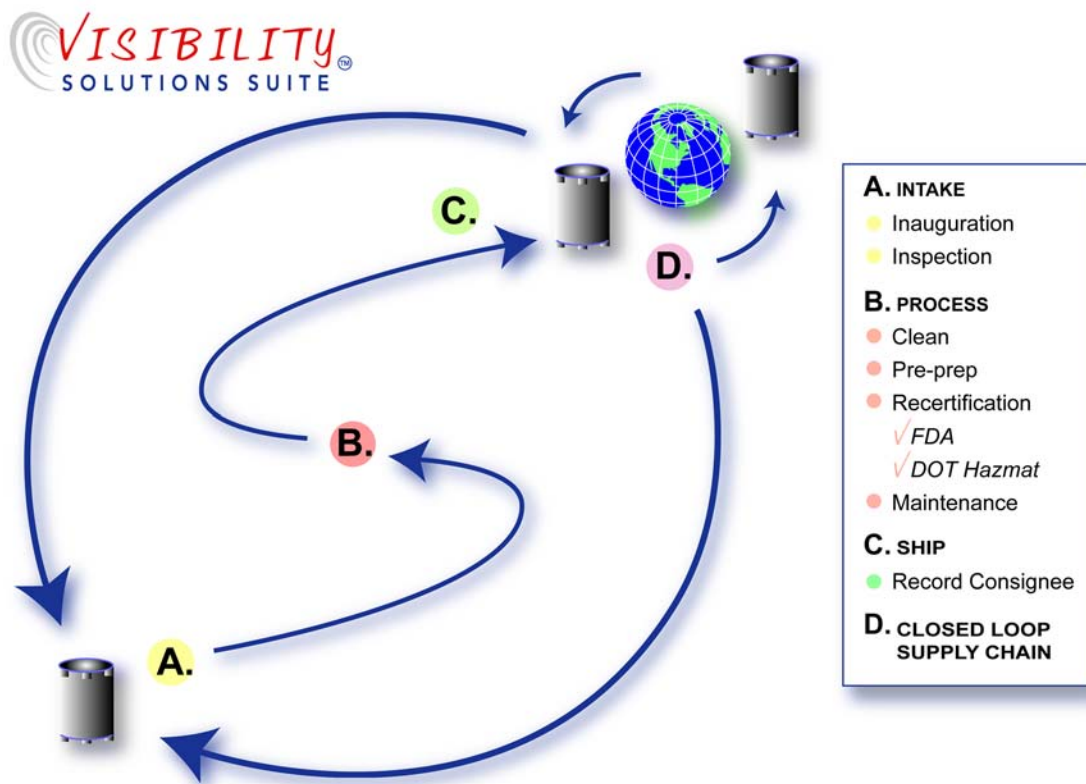 VISIBILITY
SOLUTIONS SUITE TM
C.
D.
B.
A.
A. INTAKE
Inauguration
Inspection
B. PROCESS
Clean
Pre-prep
Recertification
FDA
DOT Hazmat
Maintenance
C. SHIP
Record Consignee
D. CLOSED LOOP
SUPPLY CHAIN